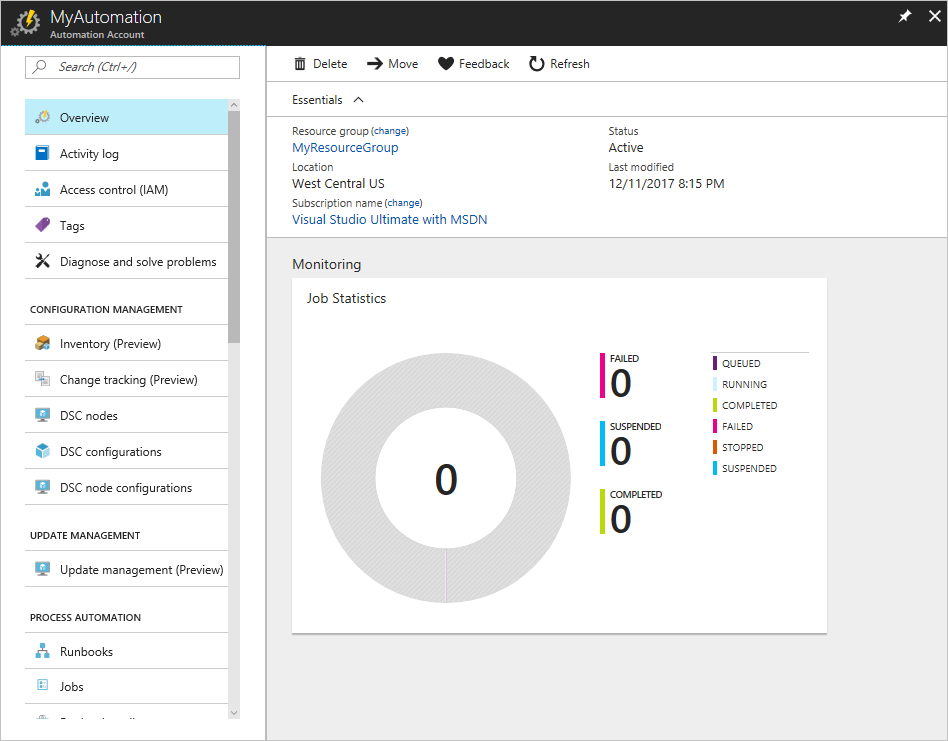 MyAutomation
Automation Account
Search (Ctrl+/)
Overview
Activity log
Access control (IAM)
Tags
Diagnose and solve problems
CONFIGURATION MANAGEMENT
Inventory (Preview)
Change tracking (Preview)
DSC nodes
DSC configurations
DSC node configurations
UPDATE MANAGEMENT
Update management (Preview)
PROCESS AUTOMATION
Runbooks
Jobs
Delete Move Feedback Refresh
Essentials
Resource group (change)
MyResourceGroup
Location
West Central US
Subscription name (change)
Visual Studio Ultimate with MSDN
Status
Active
Last modified
12/11/2017 8:15 PM
Monitoring
Job Statistics
0
FAILED
0
SUSPENDED
0
COMPLETED
0
QUEUED
RUNNING
COMPLETED
FAILED
STOPPED
SUSPENDED